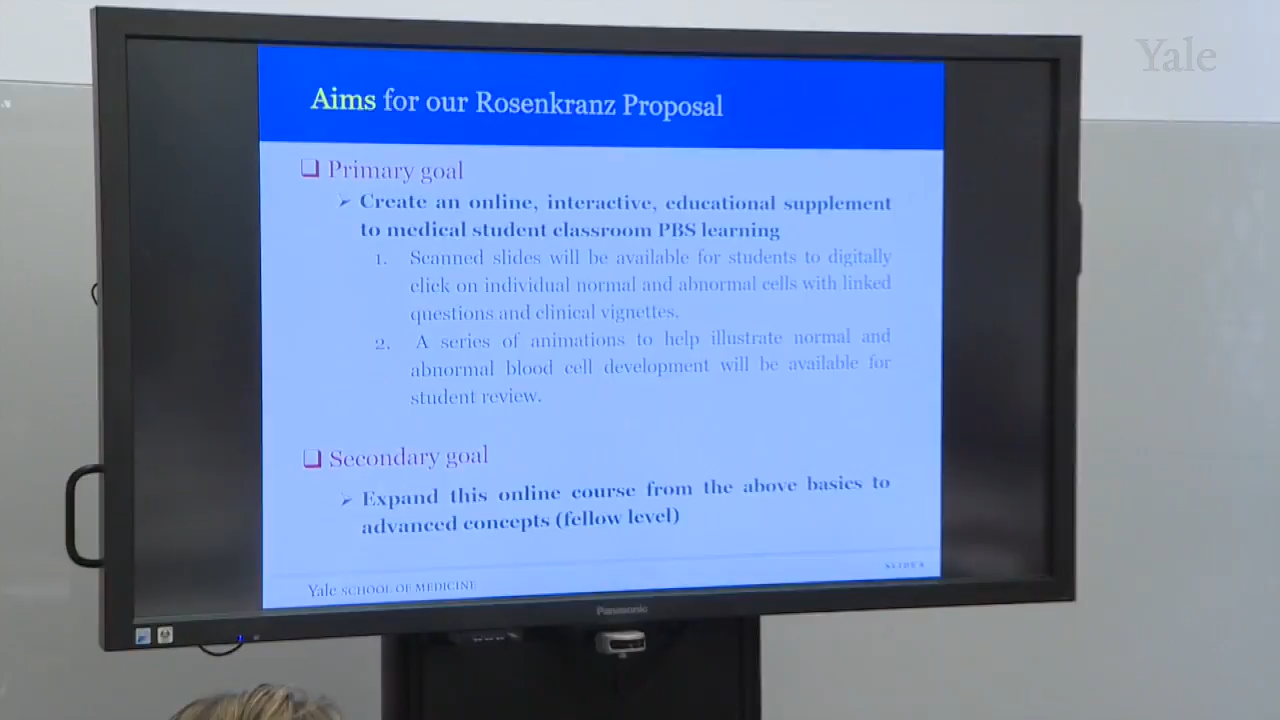 Yale
Aims for our Rosenkranz Proposal
Primary goal
Create an online, interactive, educational supplement
to medical student classroom PBS learning
1. Scanned slides will be available for students to digitally
click on individual normal and abnormal cells with linked
questions and clinical vignettes.
2. A series of animations to help illustrate normal and
abnormal blood cell development will be available for
student review.
Secondary goal
Expand this online course from the above basics to
advanced concepts (fellow level)
SLIDE
Yale SCHOOL OF MEDICINE
Panasonic